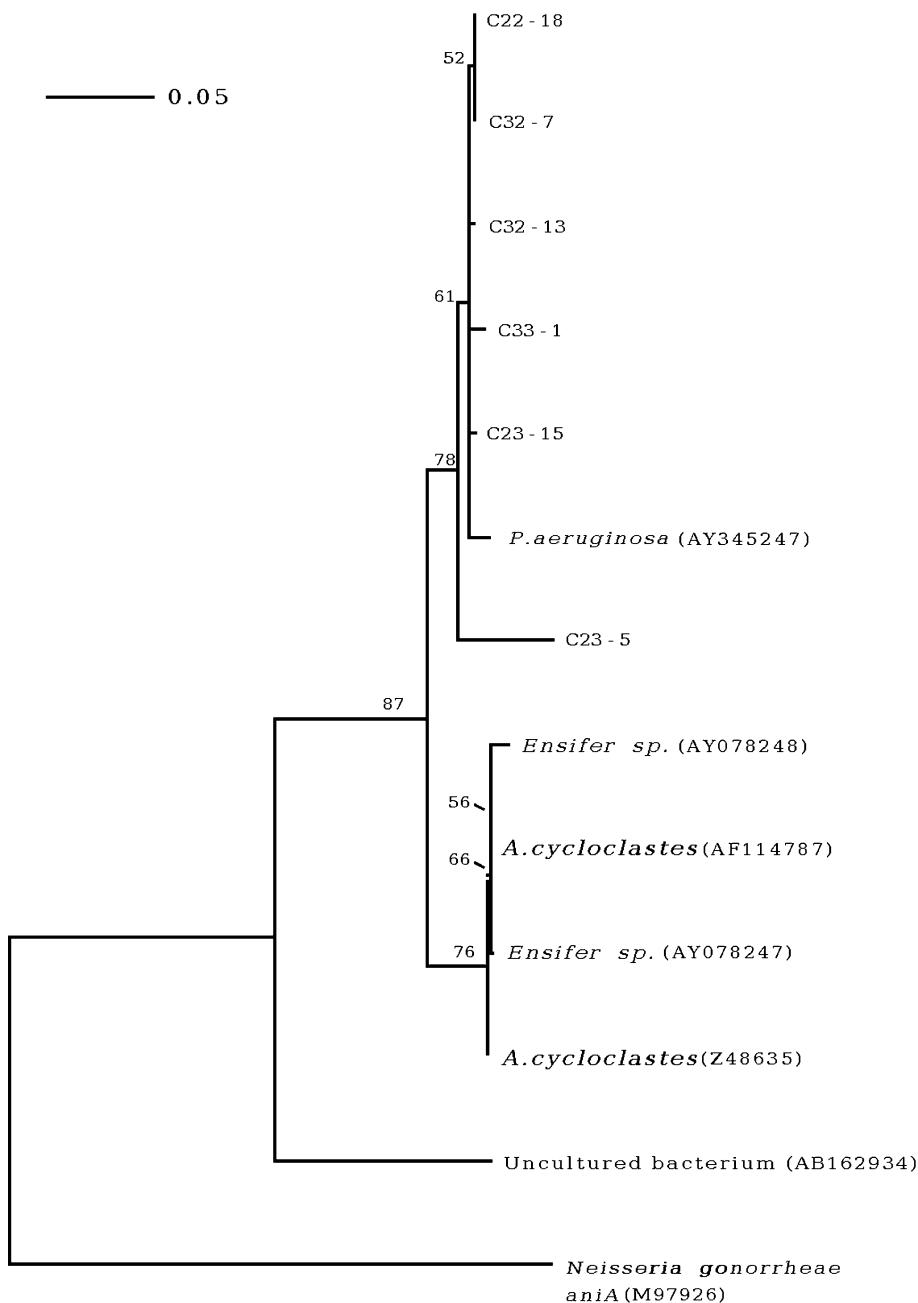 C22-18
52
0.05
C32-7
C32-13
61
C33-1
C23-15
78
P.aeruginosa (AY345247)
C23-5
87
Ensifer sp. (AY078248)
56
A.cycloclastes(AF114787)
66
76
Ensifer sp. (AY078247)
A.cycloclastes(Z48635)
Uncultured bacterium (AB162934)
Neisseria gonorrheae
aniA(M97926)